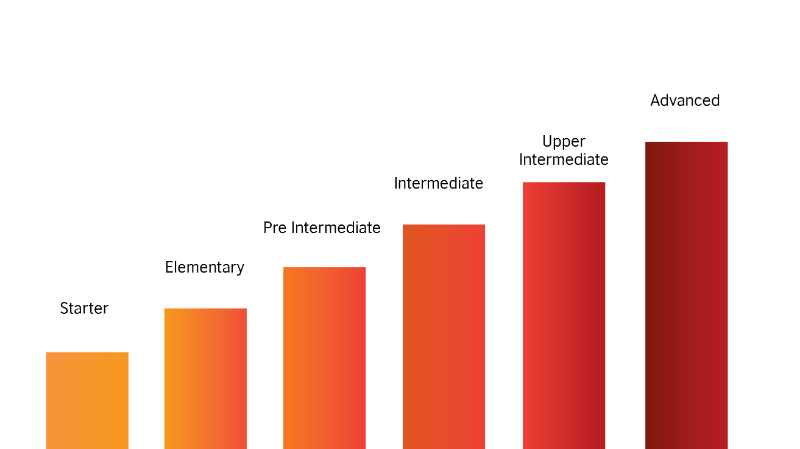 Starter
Elementary
Pre Intermediate
Intermediate
Upper
Intermediate
Advanced